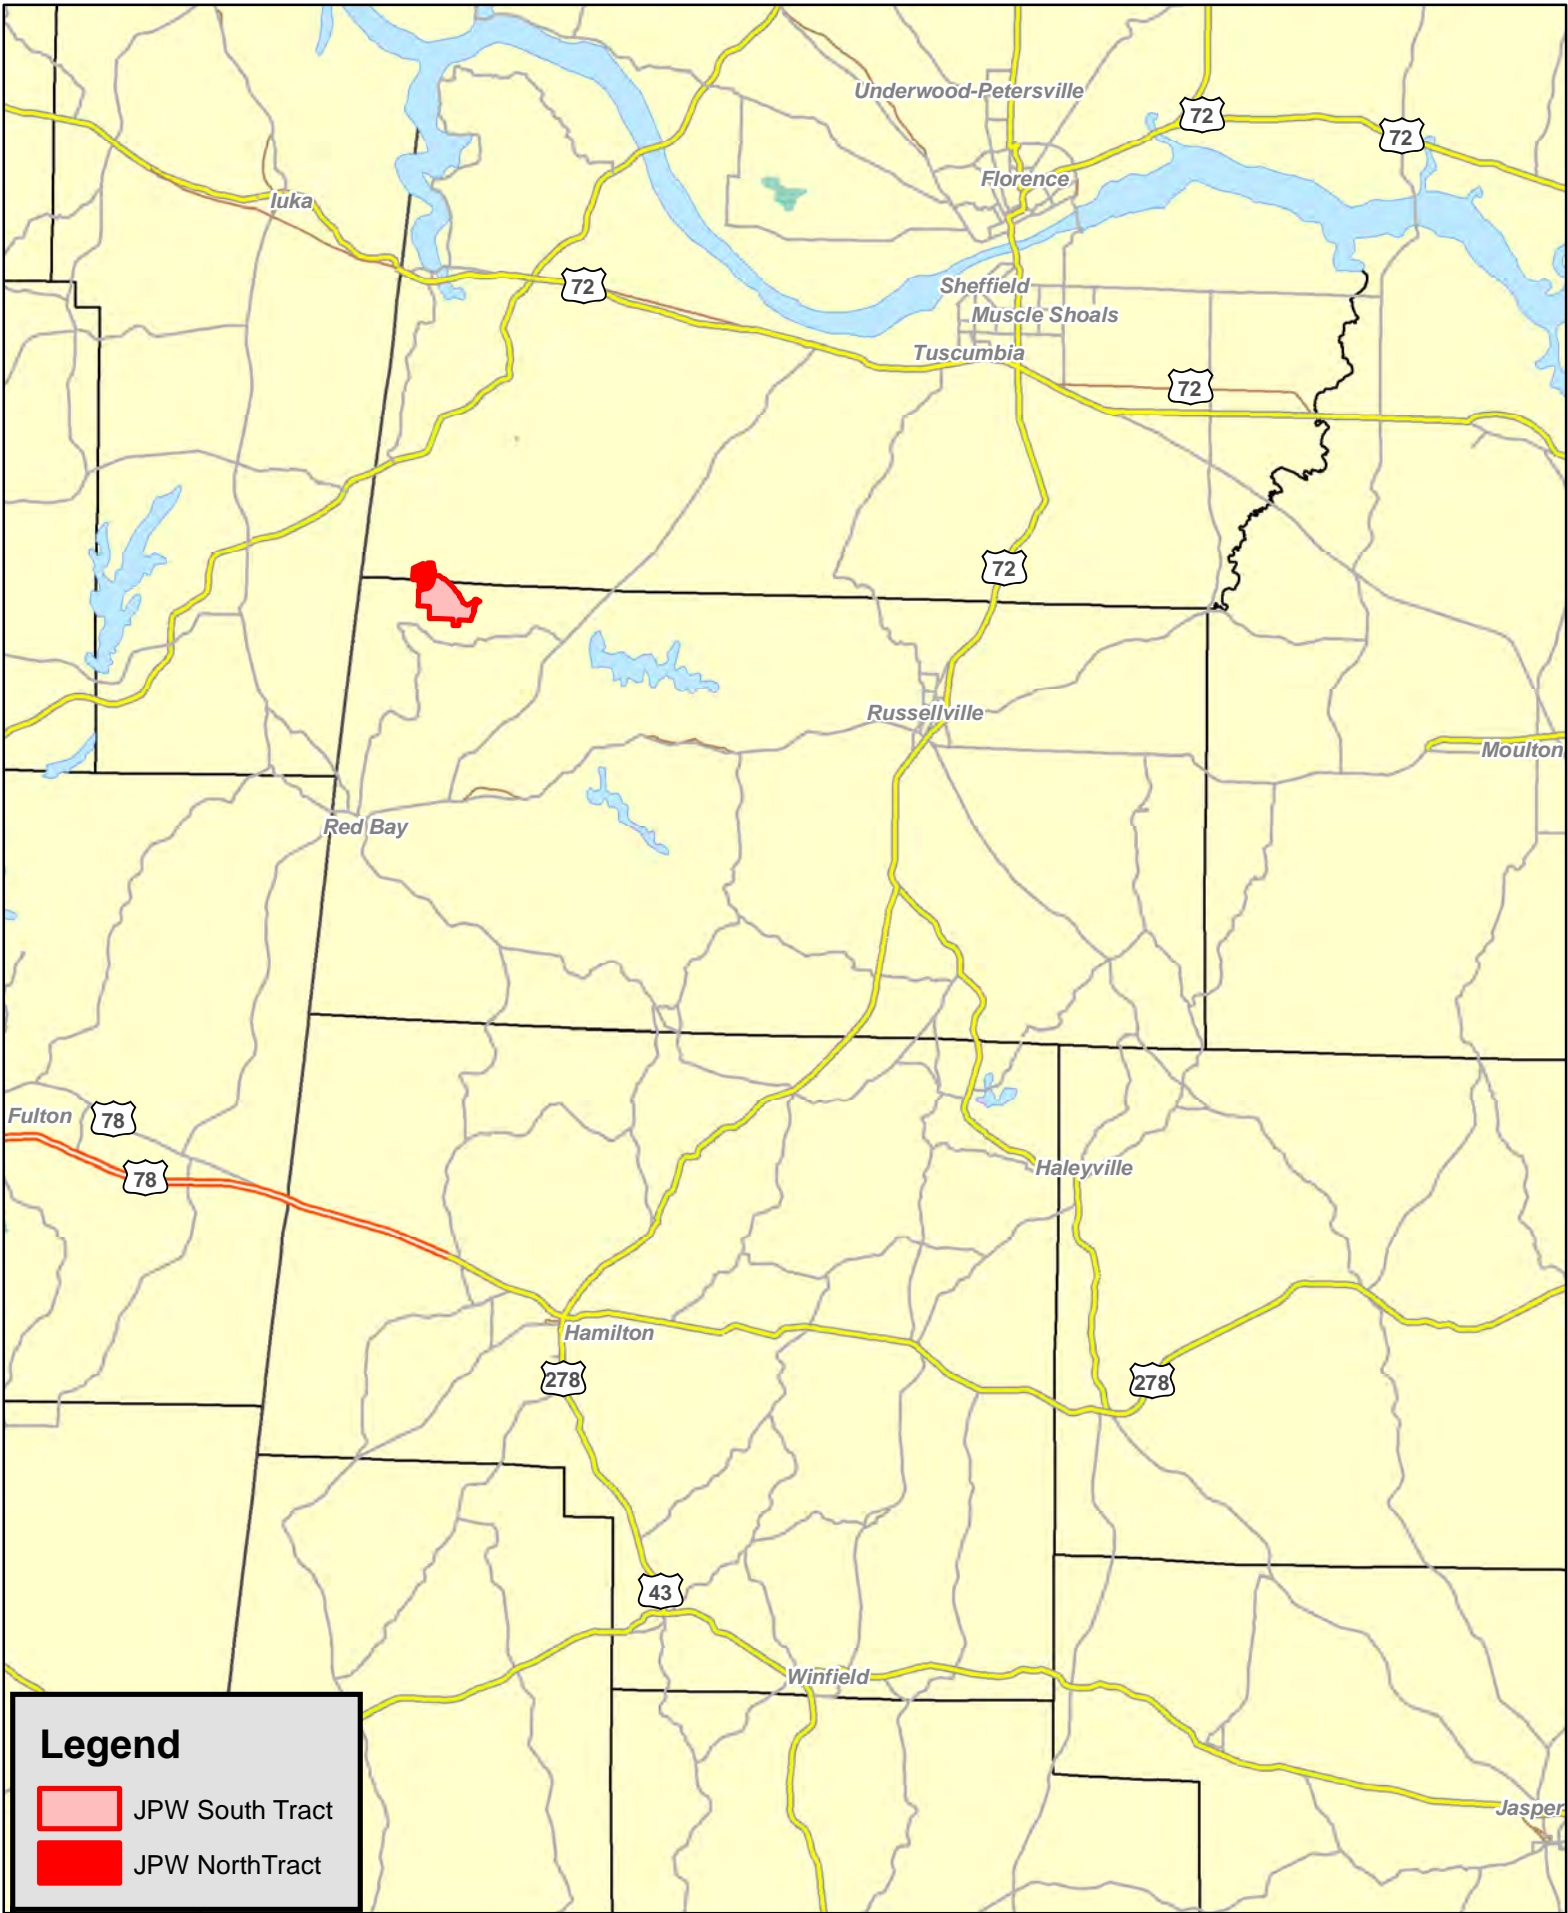 Underwood-Petersville
72
72
Florence
Iuka
72
Sheffield
Muscle Shoals
Tuscumbia
72
72
Russellville
Moulton
Red Bay
Fulton
78
78
Haleyville
Hamilton
278
278
43
Winfield
Legend
JPW South Tract
JPW NorthTract
Jasper